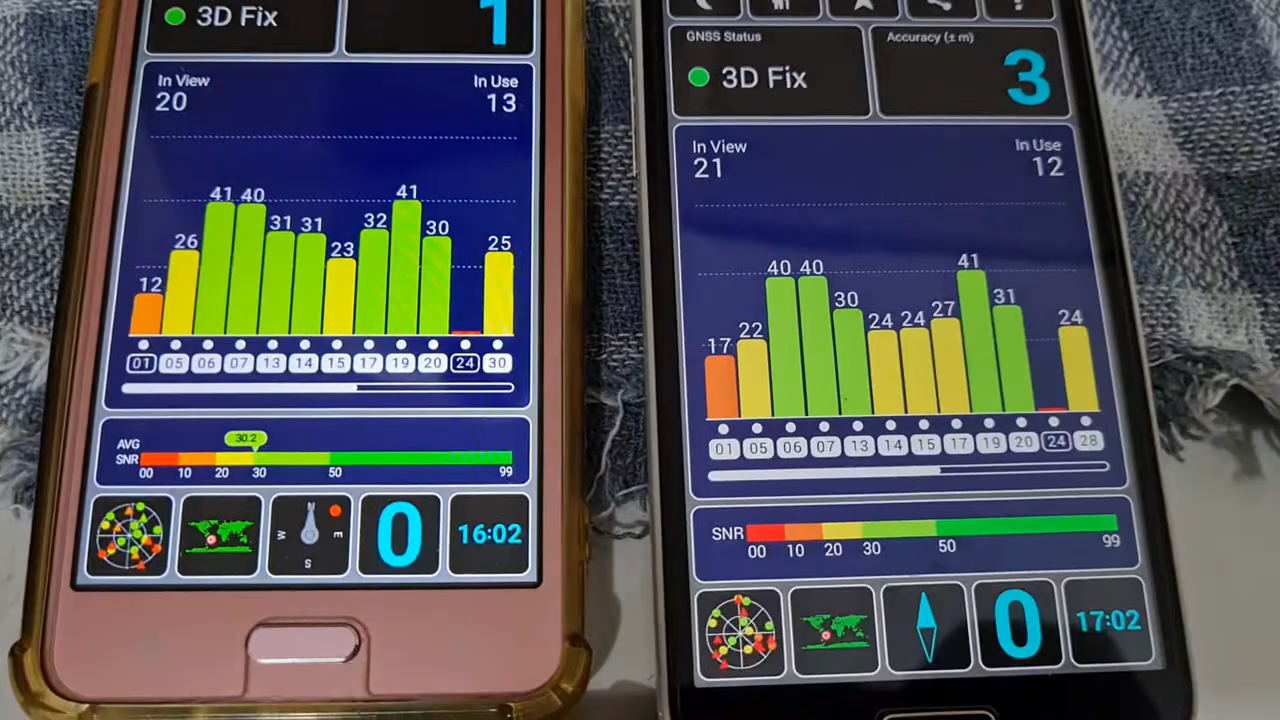 3D Fix
1
In View
20
In Use
13
12 26 41 40 31 31 23 32 41 30 25
01 05 06 07 13 14 15 17 19 20 24 30
30.2
AVG
SNR
00 10 20 30 50 99
N
W E
S
0
16:02
GNSS Status
3D Fix
Accuracy (± m)
3
In View
21
In Use
12
17 22 40 40 30 24 24 27 41 31 24
01 05 06 07 13 14 15 17 19 20 24 28
SNR
00 10 20 30 50 99
0
17:02